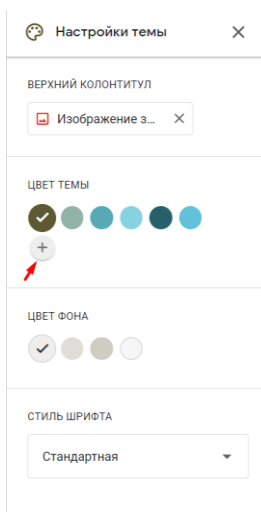 Настройки темы
ВЕРХНИЙ КОЛОНТИТУЛ
Изображение з...
ЦВЕТ ТЕМЫ
ЦВЕТ ФОНА
СТИЛЬ ШРИФТА
Стандартная